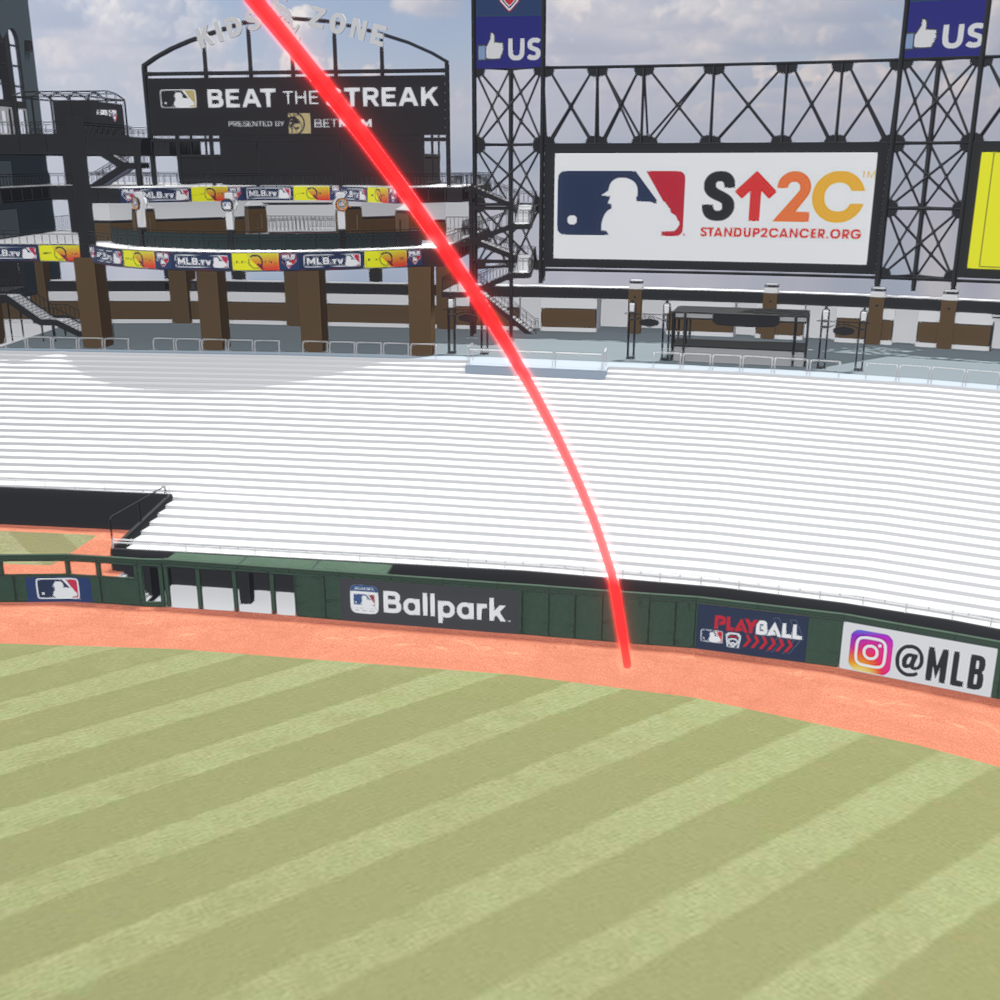 KIDS ZONE
US
US
BEAT THE STREAK
PRESENTED BY
S↑2C™
STANDUP2CANCER.ORG
MLB.TV
MLB.TV
MLB.TV
MLB.TV
Ballpark
PLAYBALL
@MLB